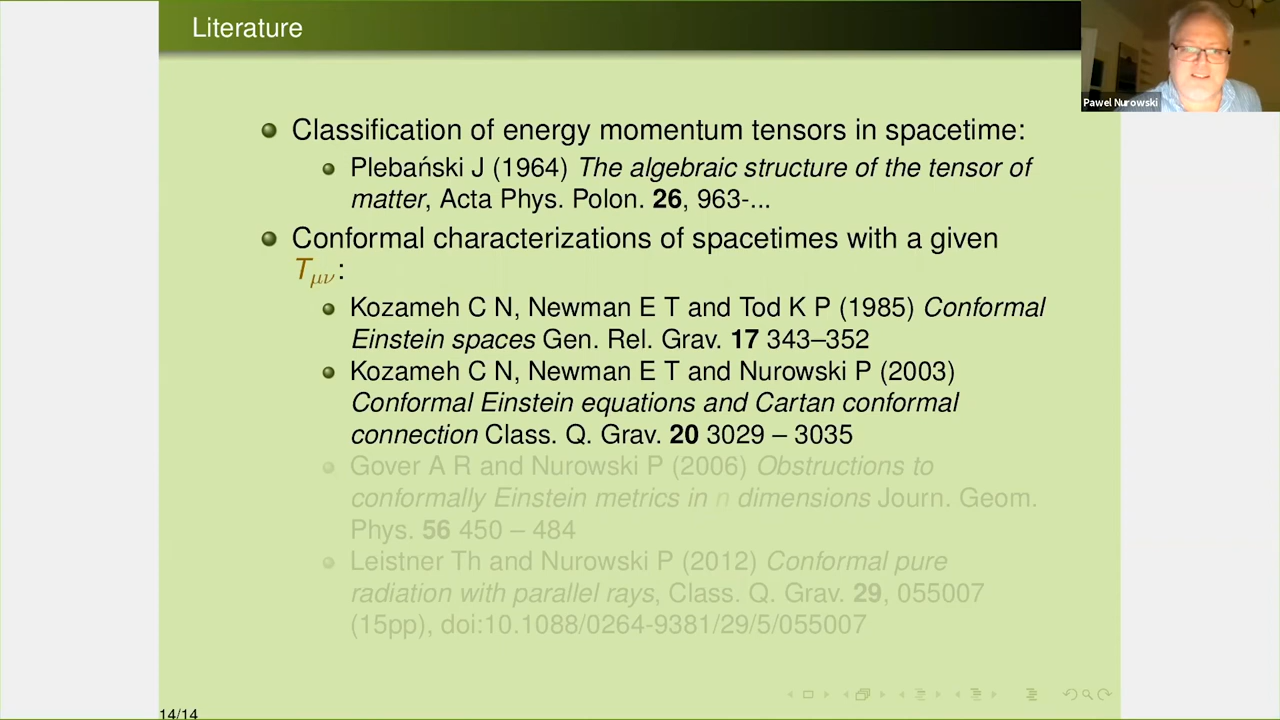 Literature
Pawel Nurowski
Classification of energy momentum tensors in spacetime:
Plebański J (1964) The algebraic structure of the tensor of
matter, Acta Phys. Polon. 26, 963-...
Conformal characterizations of spacetimes with a given
Tμν:
Kozameh C N, Newman E T and Tod K P (1985) Conformal
Einstein spaces Gen. Rel. Grav. 17 343–352
Kozameh C N, Newman E T and Nurowski P (2003)
Conformal Einstein equations and Cartan conformal
connection Class. Q. Grav. 20 3029 – 3035
Gover A R and Nurowski P (2006) Obstructions to
conformally Einstein metrics in n dimensions Journ. Geom.
Phys. 56 450 – 484
Leistner Th and Nurowski P (2012) Conformal pure
radiation with parallel rays, Class. Q. Grav. 29, 055007
(15pp), doi:10.1088/0264-9381/29/5/055007
14/14